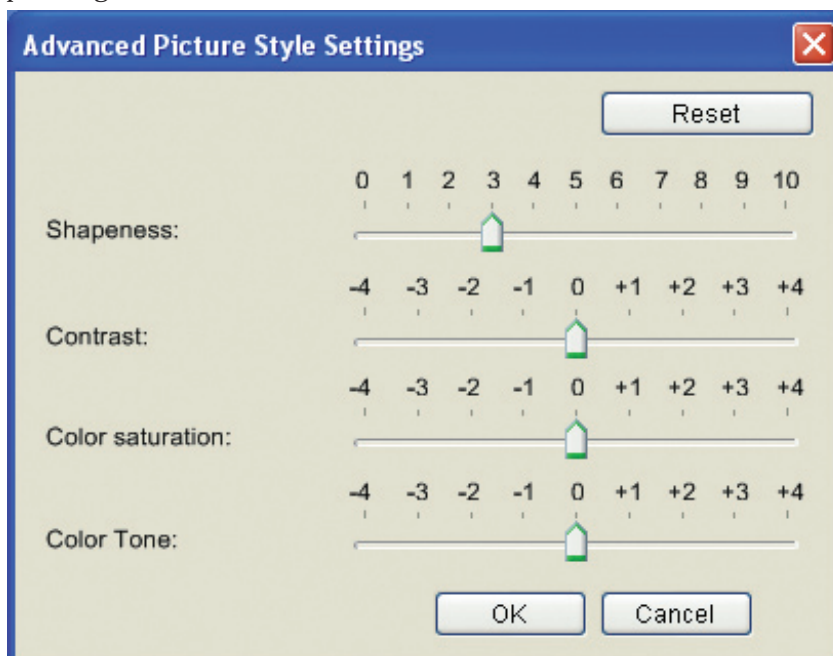 Advanced Picture Style Settings
Reset
0 1 2 3 4 5 6 7 8 9 10
Shapeness:
-4 -3 -2 -1 0 +1 +2 +3 +4
Contrast:
-4 -3 -2 -1 0 +1 +2 +3 +4
Color saturation:
-4 -3 -2 -1 0 +1 +2 +3 +4
Color Tone:
OK Cancel